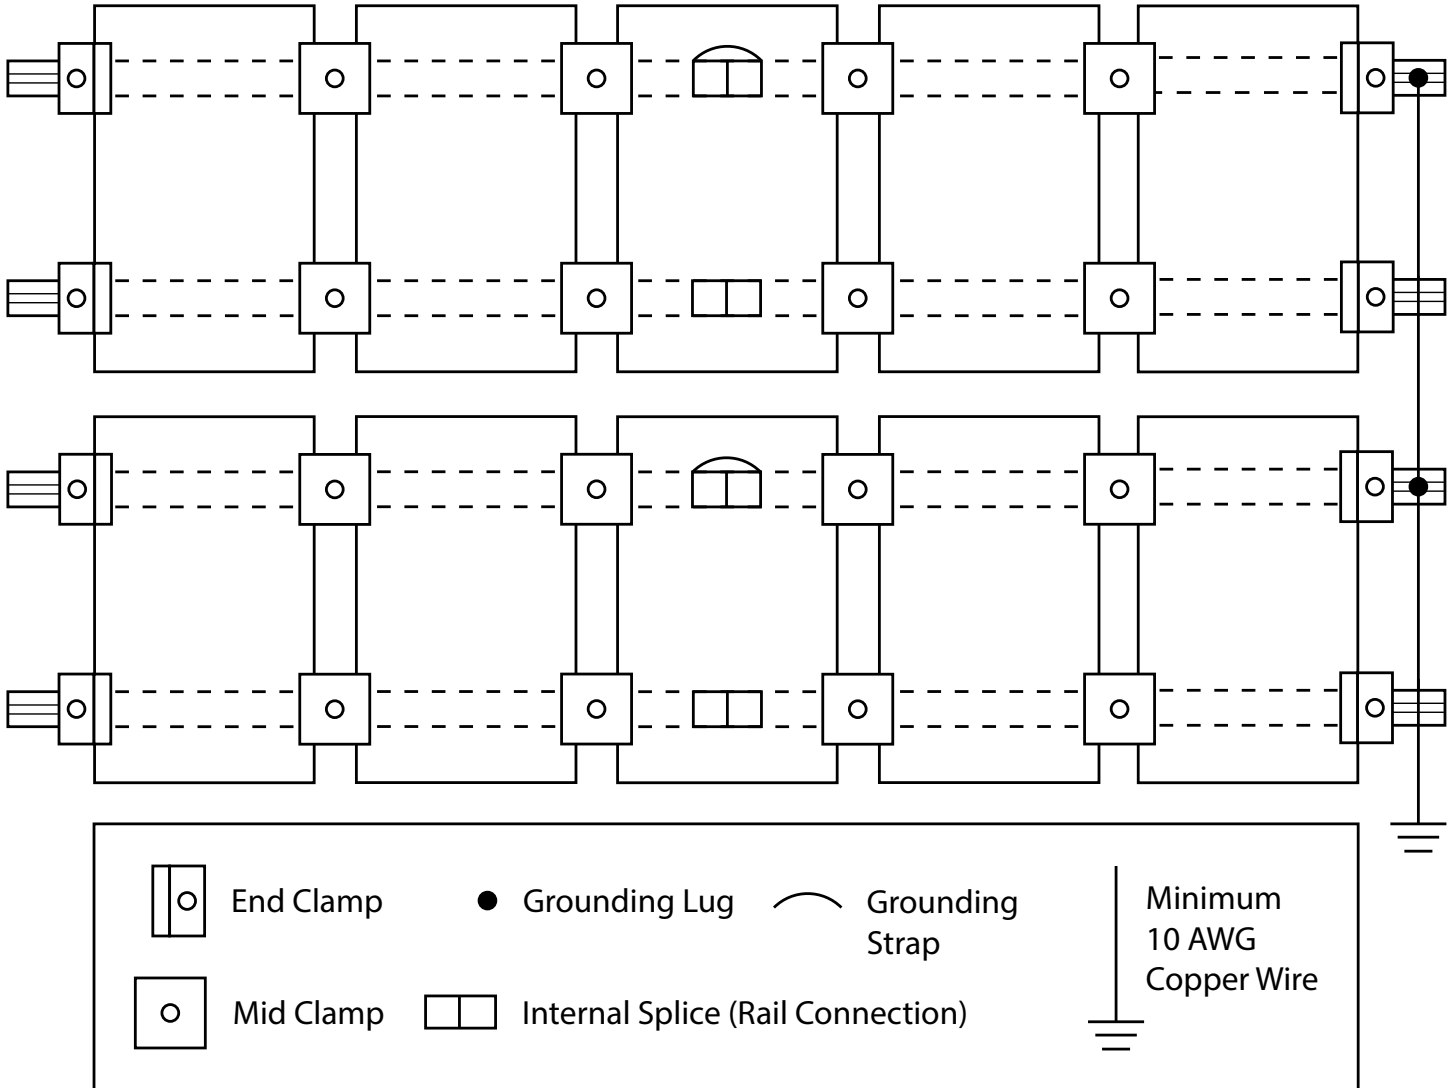 End Clamp
Grounding Lug
Grounding
Strap
Minimum
10 AWG
Copper Wire
Mid Clamp
Internal Splice (Rail Connection)